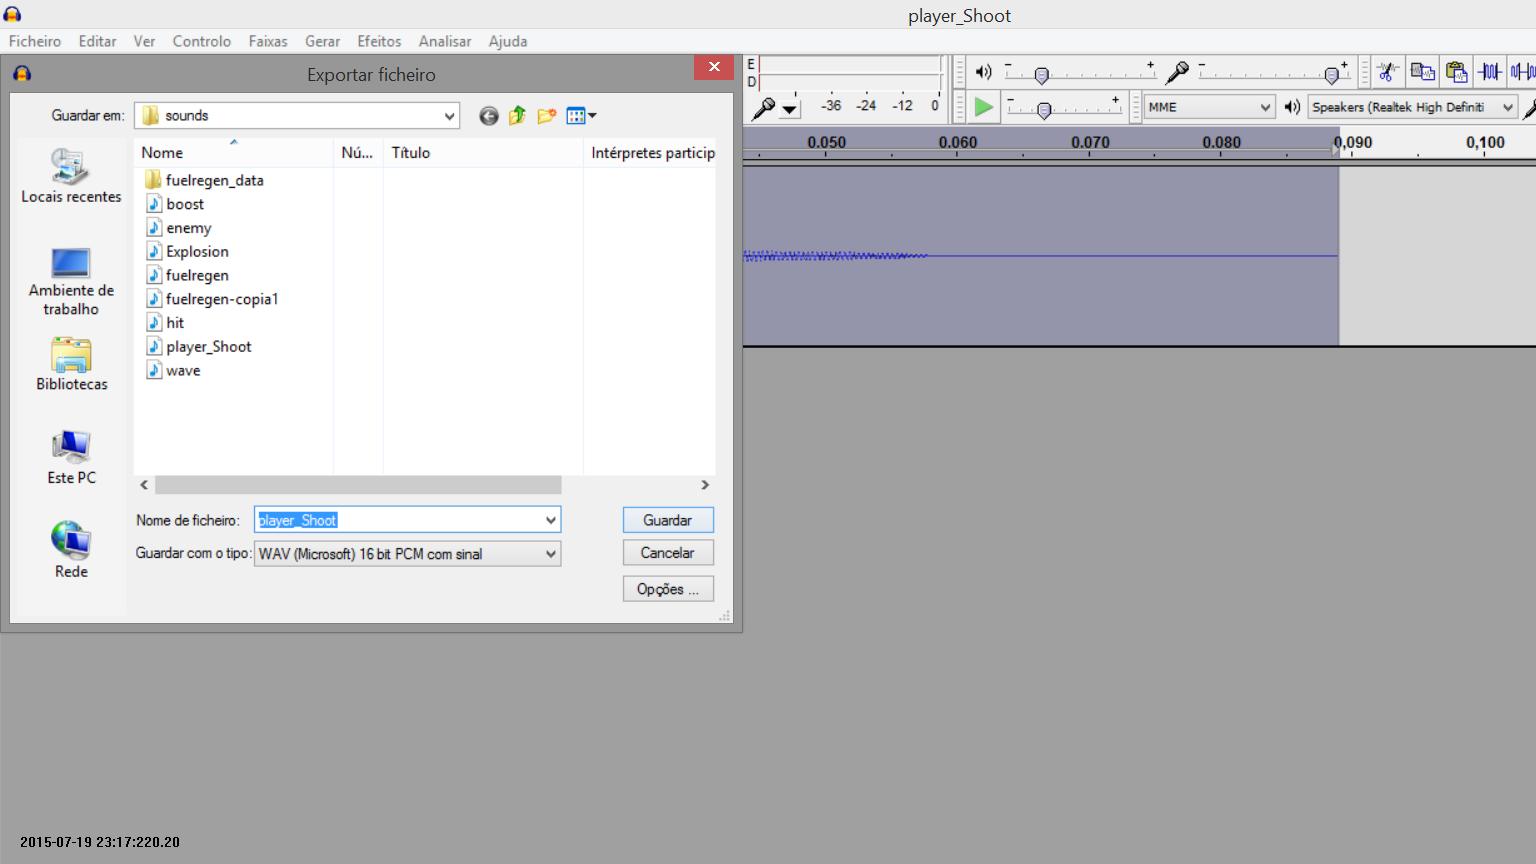 player_Shoot
Ficheiro Editar Ver Controlo Faixas Gerar Efeitos Analisar Ajuda
Exportar ficheiro
Guardar em: sounds
Nome Nú... Título Intérpretes particip
fuelregen_data
boost
enemy
Explosion
fuelregen
fuelregen-copia1
hit
player_Shoot
wave
Locais recentes
Ambiente de
trabalho
Bibliotecas
Este PC
Rede
Nome de ficheiro: player_Shoot Guardar
Guardar com o tipo: WAV (Microsoft) 16 bit PCM com sinal Cancelar
Opções ...
E
D
-36 -24 -12 0
MME Speakers (Realtek High Definiti
0.050 0.060 0.070 0.080 0,090 0,100
2015-07-19 23:17:220.20